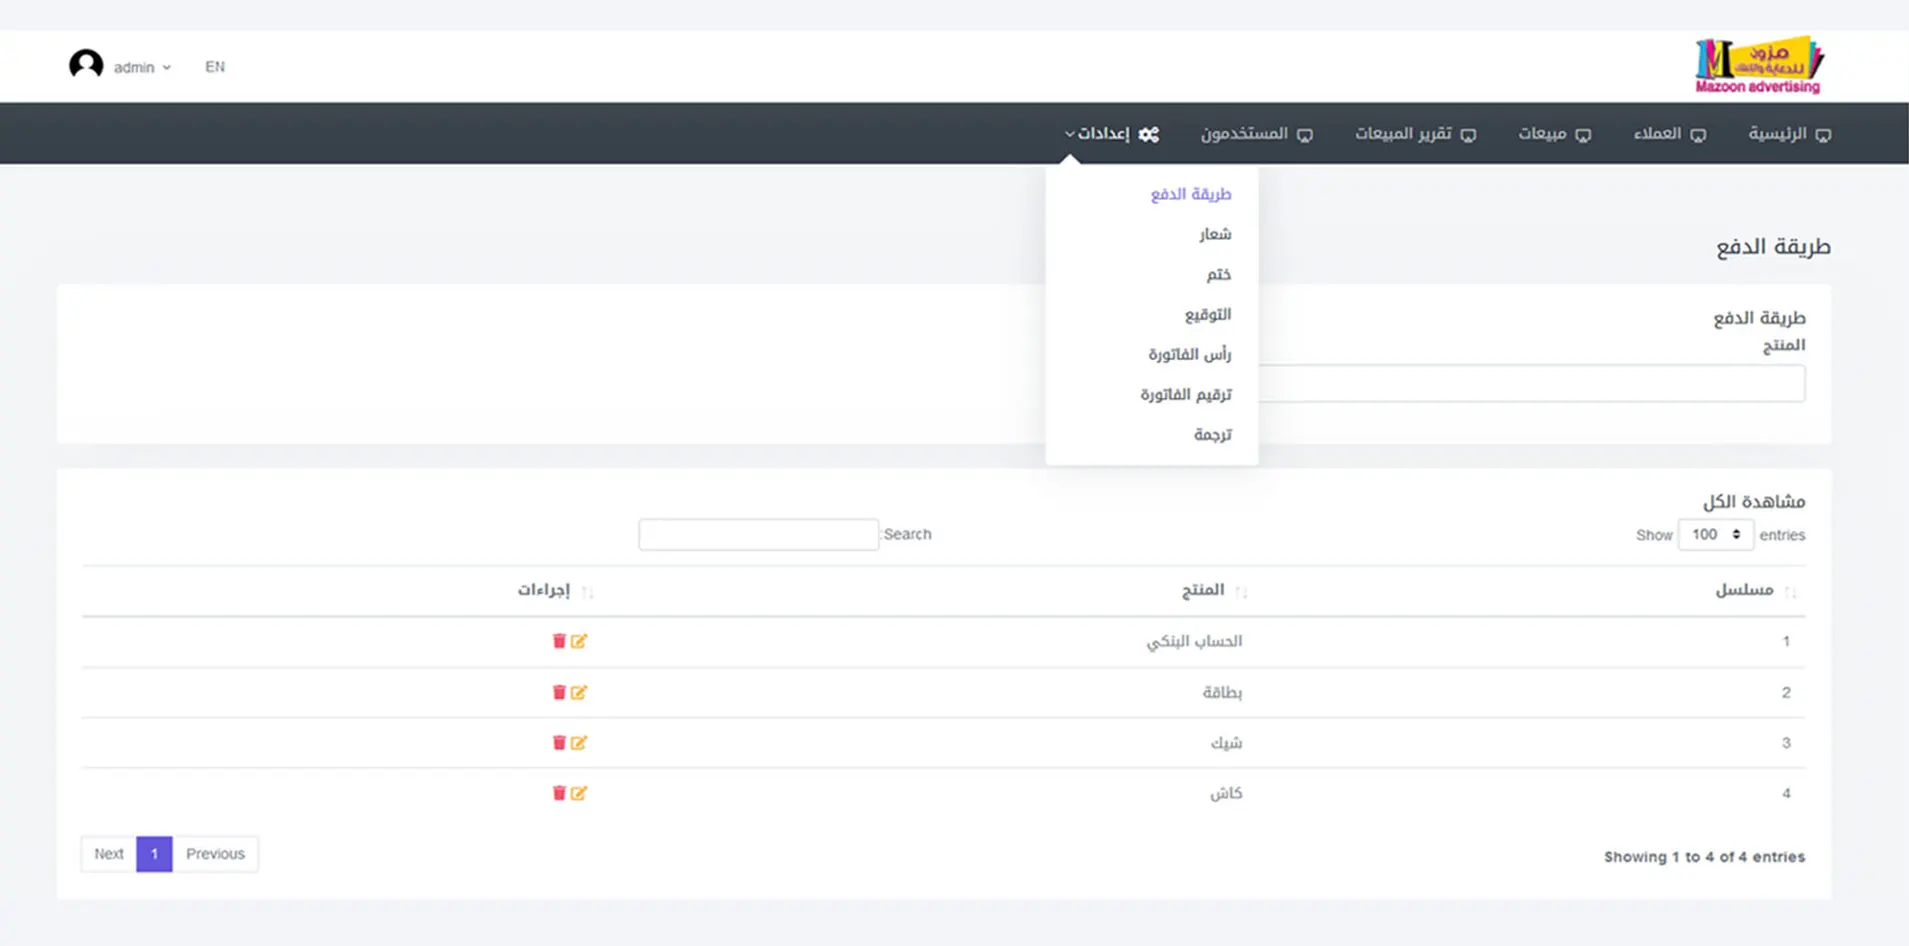 admin EN
مزون
للدعاية والإعلان
Mazoon advertising
الرئيسية العملاء مبيعات تقرير المبيعات المستخدمون إعدادات
طريقة الدفع
شعار
ختم
التوقيع
رأس الفاتورة
ترقيم الفاتورة
ترجمة
طريقة الدفع
طريقة الدفع
المنتج
مشاهدة الكل
Show 100 entries
Search:
مسلسل المنتج إجراءات
1 الحساب البنكي
2 بطاقة
3 شيك
4 كاش
Showing 1 to 4 of 4 entries
Previous 1 Next